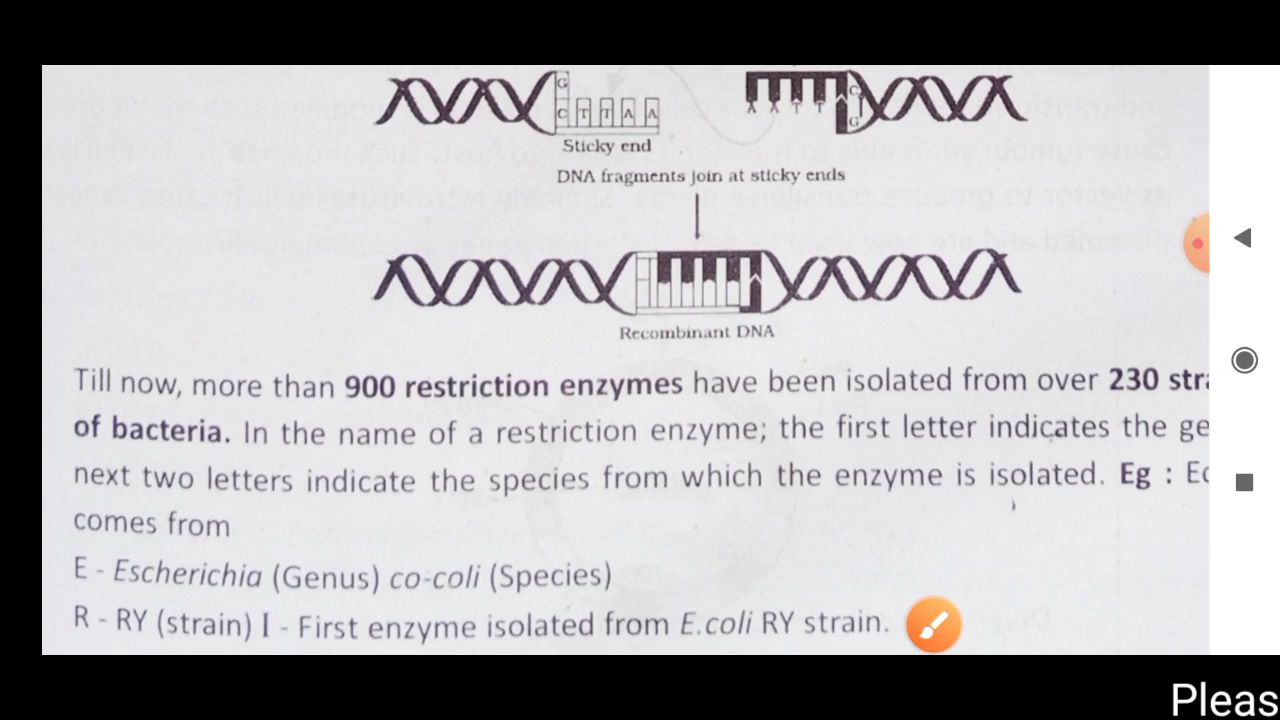 G
C T T A A
A A T T
C
G
Sticky end
DNA fragments join at sticky ends
Recombinant DNA
Till now, more than 900 restriction enzymes have been isolated from over 230 str
of bacteria. In the name of a restriction enzyme; the first letter indicates the ge
next two letters indicate the species from which the enzyme is isolated. Eg : Ec
comes from
E - Escherichia (Genus) co-coli (Species)
R - RY (strain) I - First enzyme isolated from E.coli RY strain.
Pleas